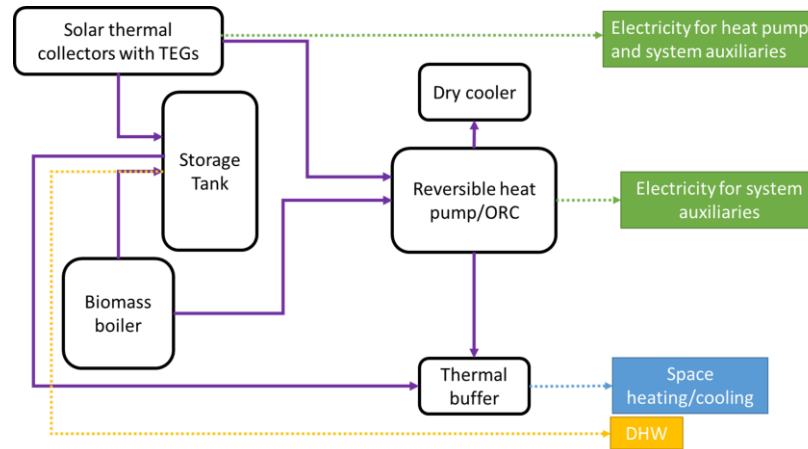 Solar thermal
collectors with TEGs
Electricity for heat pump
and system auxiliaries
Dry cooler
Storage
Tank
Reversible heat
pump/ORC
Electricity for system
auxiliaries
Biomass
boiler
Thermal
buffer
Space
heating/cooling
DHW